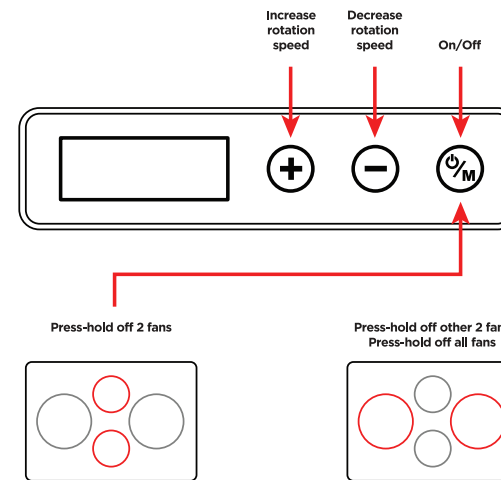 Increase
rotation
speed
Decrease
rotation
speed
On/Off
M
Press-hold off 2 fans
Press-hold off other 2
Press-hold off all fans